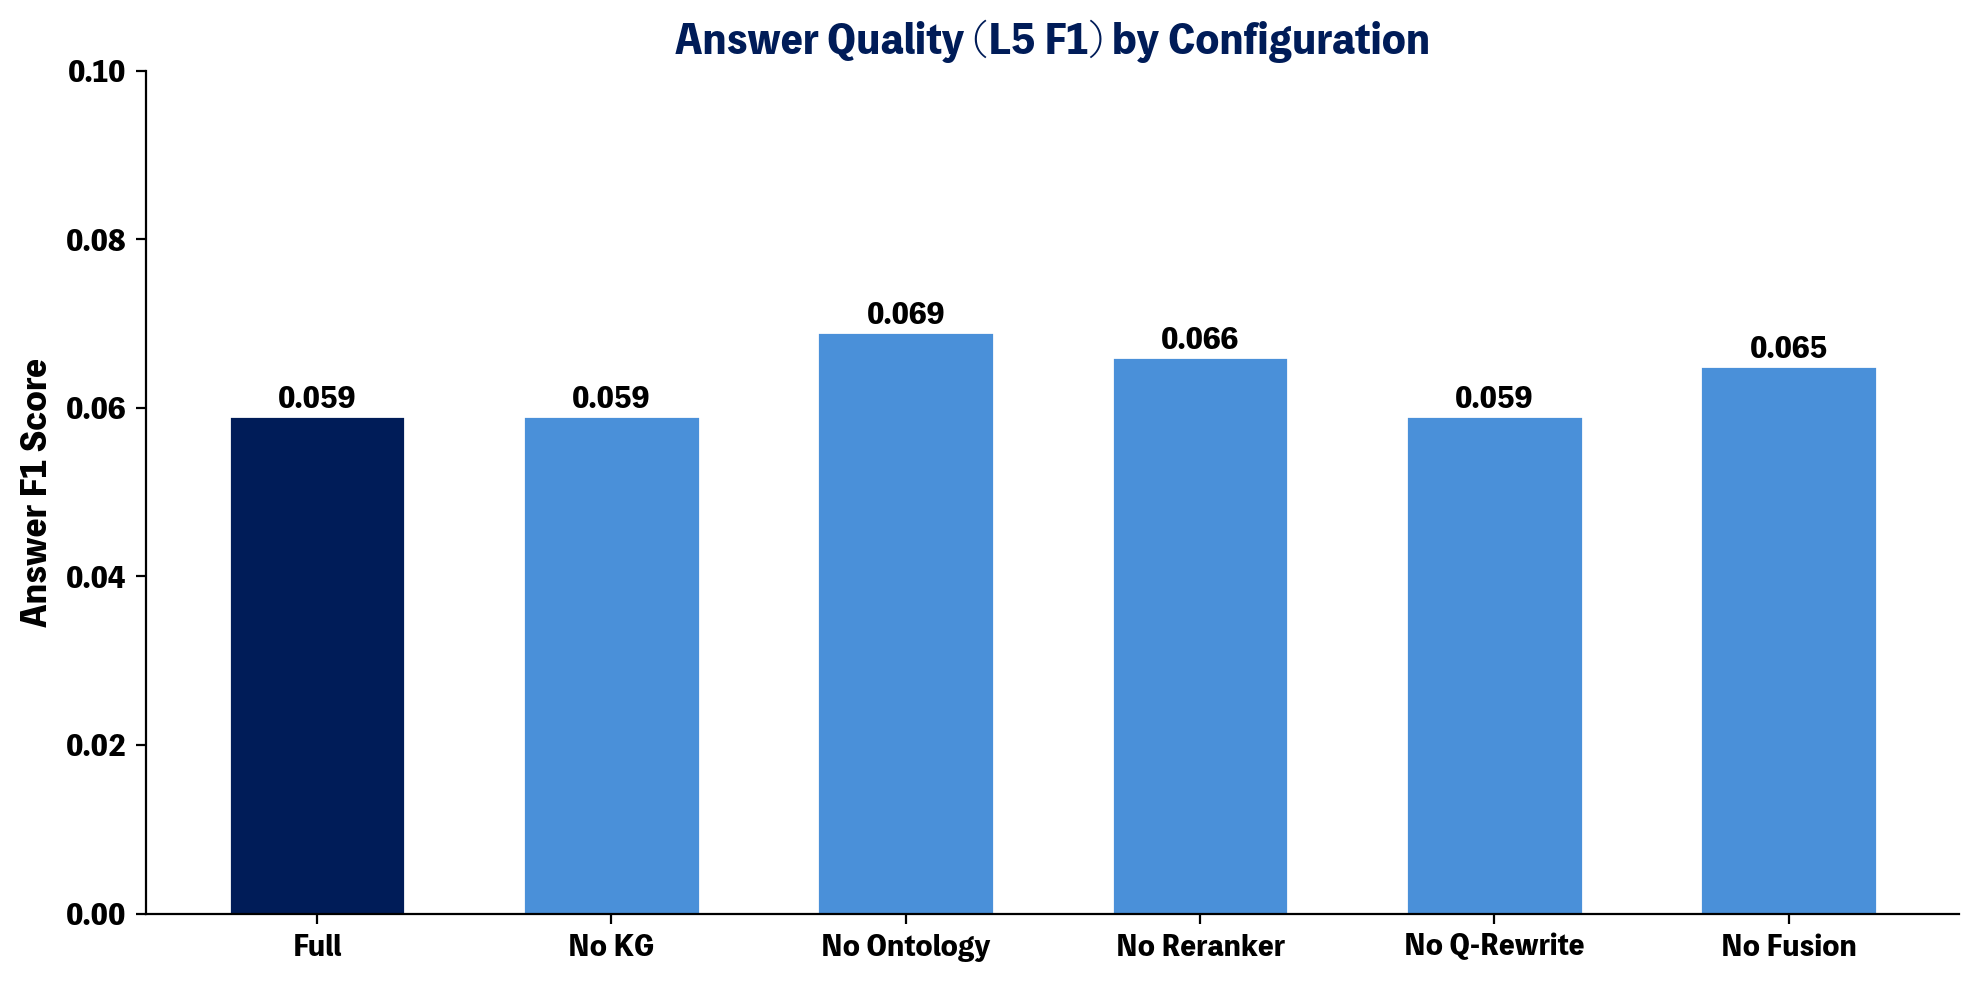 Answer Quality (L5 F1) by Configuration
Answer F1 Score
0.10
0.08
0.06
0.04
0.02
0.00
0.059
0.059
0.069
0.066
0.059
0.065
Full
No KG
No Ontology
No Reranker
No Q-Rewrite
No Fusion